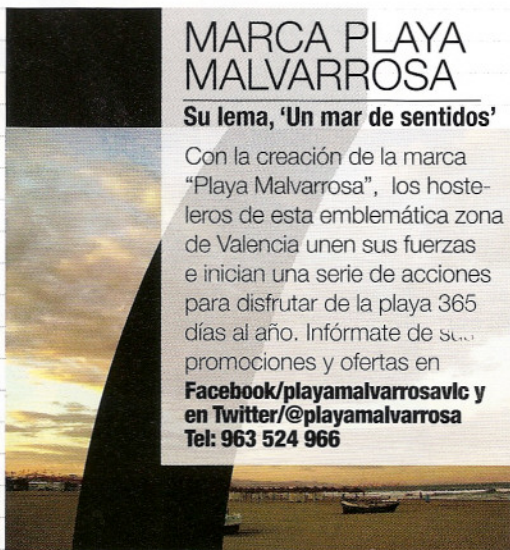 MARCA PLAYA
MALVARROSA
Su lema, ‘Un mar de sentidos’
Con la creación de la marca
“Playa Malvarrosa”, los hoste-
leros de esta emblemática zona
de Valencia unen sus fuerzas
e inician una serie de acciones
para disfrutar de la playa 365
días al año. Infórmate de
promociones y ofertas en
Facebook/playamalvarrosavlc y
en Twitter/@playamalvarrosa
Tel: 963 524 966